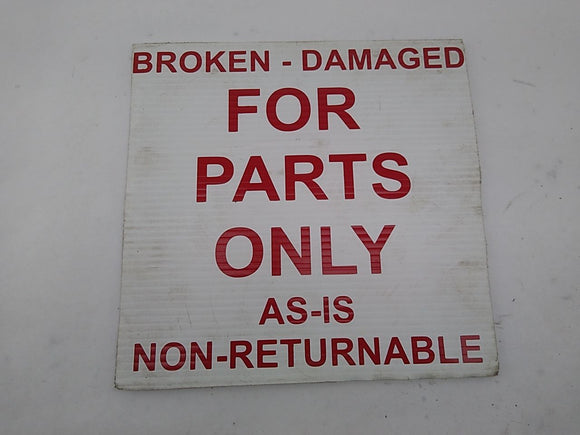 BROKEN - DAMAGED
FOR
PARTS
ONLY
AS-IS
NON-RETURNABLE